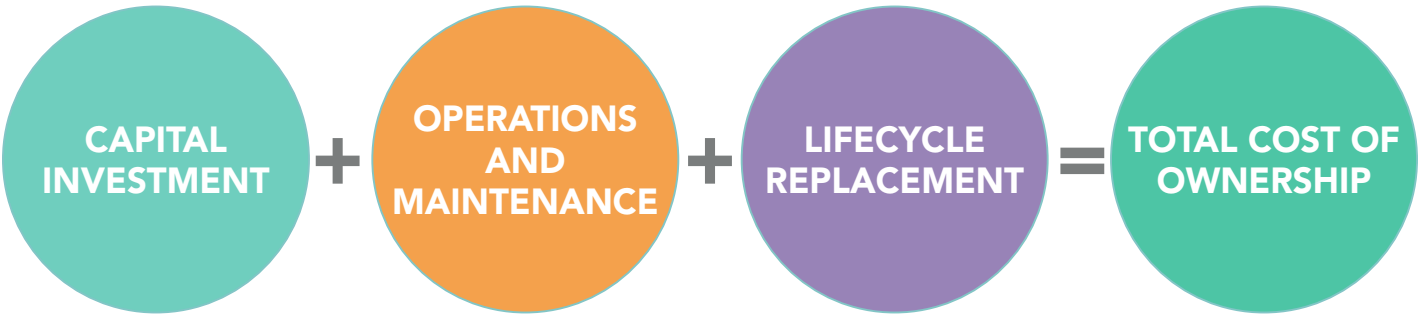 CAPITAL
INVESTMENT
+
OPERATIONS
AND
MAINTENANCE
+
LIFECYCLE
REPLACEMENT
=
TOTAL COST OF
OWNERSHIP